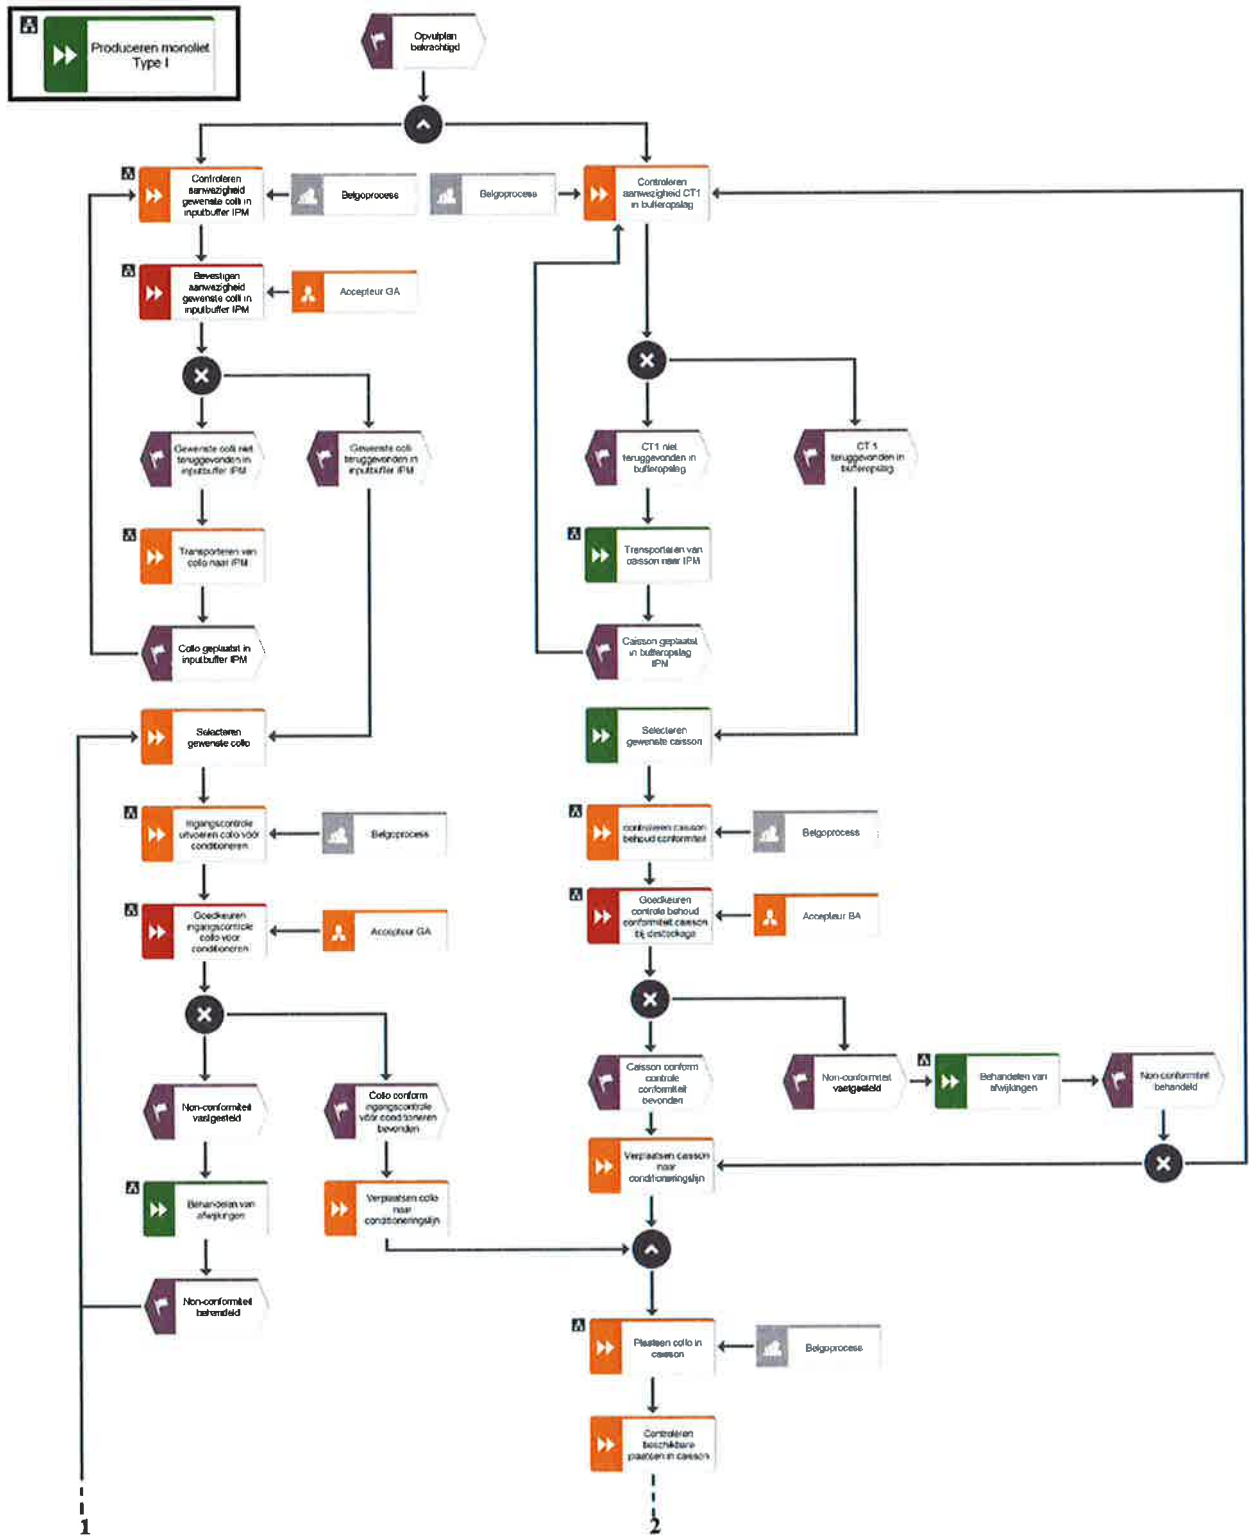 Produceren monoliet
Type I
Opvulplan
bekrachtigd
Controleren
aanwezigheid
gewenste colli in
inputbuffer IPM
Belgoprocess
Belgoprocess
Controleren
aanwezigheid CT1
in bufferopslag
Bevestigen
aanwezigheid
gewenste colli in
inputbuffer IPM
Accepteur GA
Gewenste colli niet
teruggevonden in
inputbuffer IPM
Gewenste colli
teruggevonden in
inputbuffer IPM
CT1 niet
teruggevonden in
bufferopslag
CT 1
teruggevonden in
bufferopslag
Transporteren van
collo naar IPM
Transporteren van
caisson naar IPM
Collo geplaatst in
inputbuffer IPM
Caisson geplaatst
in bufferopslag
IPM
Selecteren
gewenste collo
Selecteren
gewenste caisson
Ingangscontrole
uitvoeren collo vóór
conditioneren
Belgoprocess
controleren caisson
behoud conformiteit
Belgoprocess
Goedkeuren
ingangscontrole
collo vóór
conditioneren
Accepteur GA
Goedkeuren
controle behoud
conformiteit caisson
bij destockage
Accepteur BA
Non-conformiteit
vastgesteld
Collo conform
ingangscontrole
vóór conditioneren
bevonden
Caisson conform
controle
conformiteit
bevonden
Non-conformiteit
vastgesteld
Behandelen van
afwijkingen
Non-conformiteit
behandeld
Behandelen van
afwijkingen
Verplaatsen collo
naar
conditioneringslijn
Verplaatsen caisson
naar
conditioneringslijn
Non-conformiteit
behandeld
Plaatsen collo in
caisson
Belgoprocess
Controleren
beschikbare
plaatsen in caisson
1
2